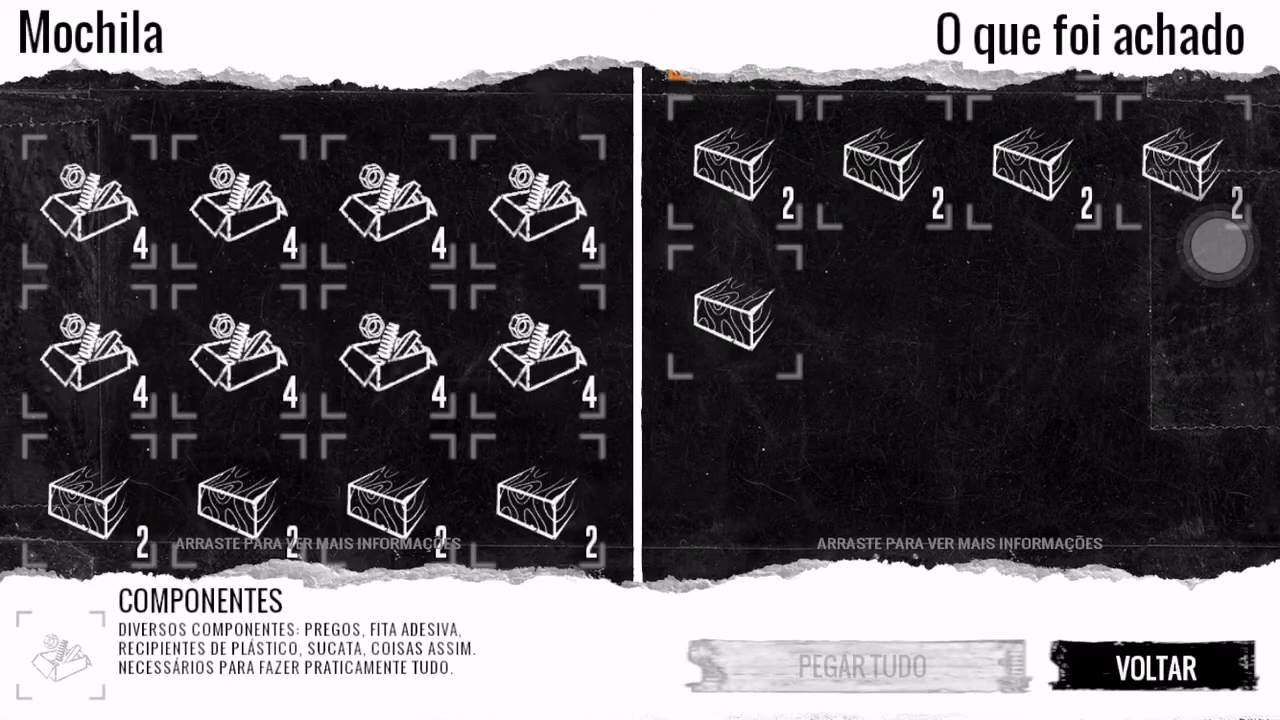 Mochila
O que foi achado
4 4 4 4
4 4 4 4
2 2 2 2
ARRASTE PARA VER MAIS INFORMAÇÕES
2 2 2 2
ARRASTE PARA VER MAIS INFORMAÇÕES
COMPONENTES
DIVERSOS COMPONENTES: PREGOS, FITA ADESIVA,
RECIPIENTES DE PLÁSTICO, SUCATA, COISAS ASSIM.
NECESSÁRIOS PARA FAZER PRATICAMENTE TUDO.
PEGAR TUDO
VOLTAR